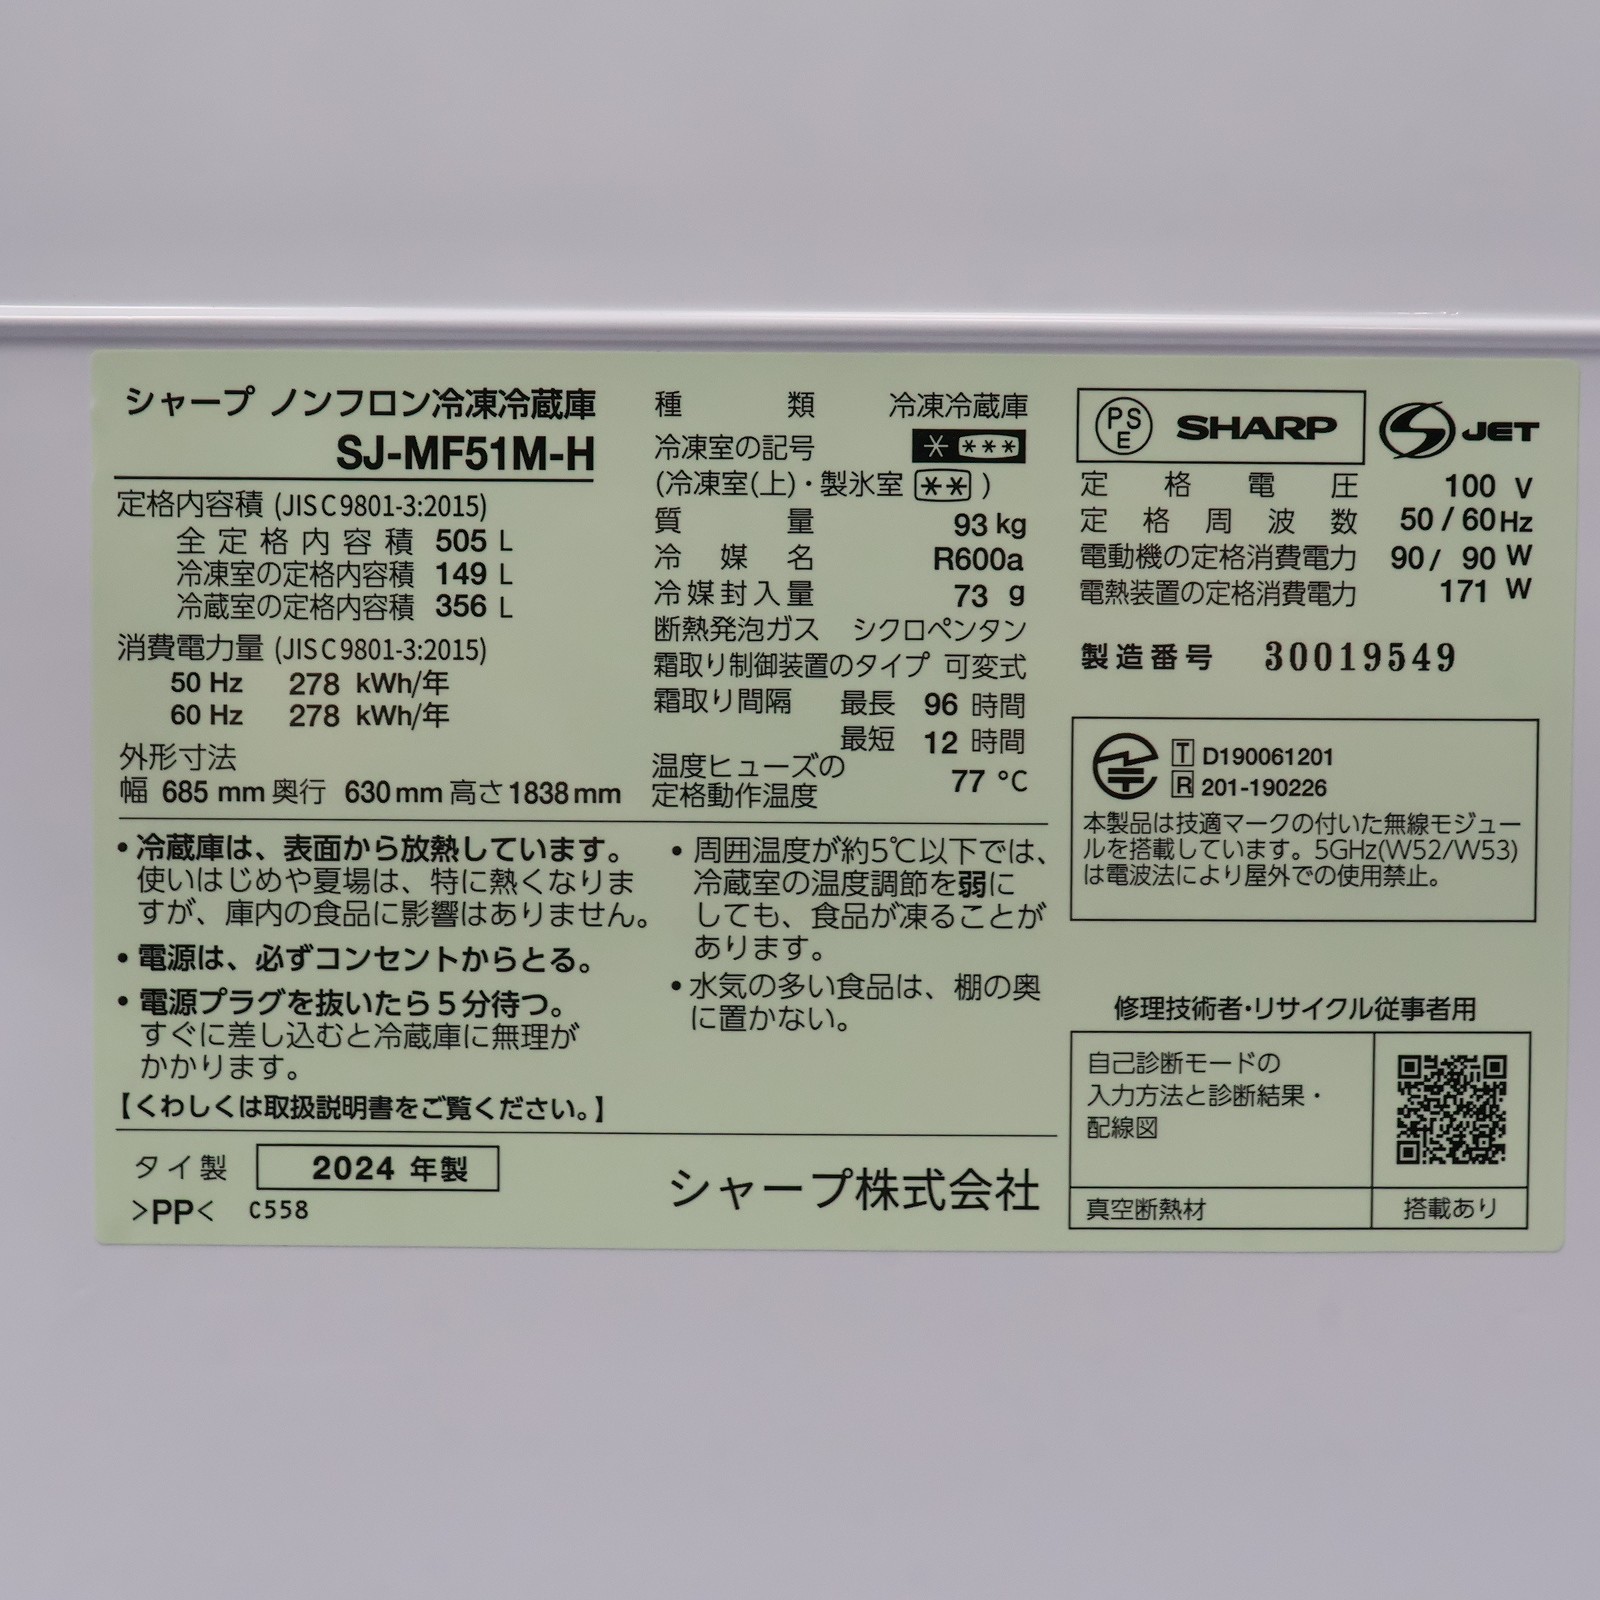 シャープ ノンフロン冷凍冷蔵庫
SJ-MF51M-H
定格内容積 (JIS C 9801-3:2015)
全定格内容積 505 L
冷凍室の定格内容積 149 L
冷蔵室の定格内容積 356 L
消費電力量 (JIS C 9801-3:2015)
50 Hz 278 kWh/年
60 Hz 278 kWh/年
外形寸法
幅 685 mm 奥行 630 mm 高さ 1838 mm
種類 冷凍冷蔵庫
冷凍室の記号 * ***
(冷凍室(上)・製氷室 ** )
質量 93 kg
冷媒名 R600a
冷媒封入量 73 g
断熱発泡ガス シクロペンタン
霜取り制御装置のタイプ 可変式
霜取り間隔 最長 96 時間
最短 12 時間
温度ヒューズの
定格動作温度 77 ℃
PSE SHARP JET
定格電圧 100 V
定格周波数 50 / 60 Hz
電動機の定格消費電力 90 / 90 W
電熱装置の定格消費電力 171 W
製造番号 30019549
T D190061201
R 201-190226
本製品は技適マークの付いた無線モジュー
ルを搭載しています。5GHz(W52/W53)
は電波法により屋外での使用禁止。
・冷蔵庫は、表面から放熱しています。
使いはじめや夏場は、特に熱くなりま
すが、庫内の食品に影響はありません。
・電源は、必ずコンセントからとる。
・電源プラグを抜いたら5分待つ。
すぐに差し込むと冷蔵庫に無理が
かかります。
【くわしくは取扱説明書をご覧ください。】
・周囲温度が約5℃以下では、
冷蔵室の温度調節を弱に
しても、食品が凍ることが
あります。
・水気の多い食品は、棚の奥
に置かない。
タイ製 2024 年製
>PP< C558
シャープ株式会社
修理技術者・リサイクル従事者用
自己診断モードの
入力方法と診断結果・
配線図
真空断熱材 搭載あり